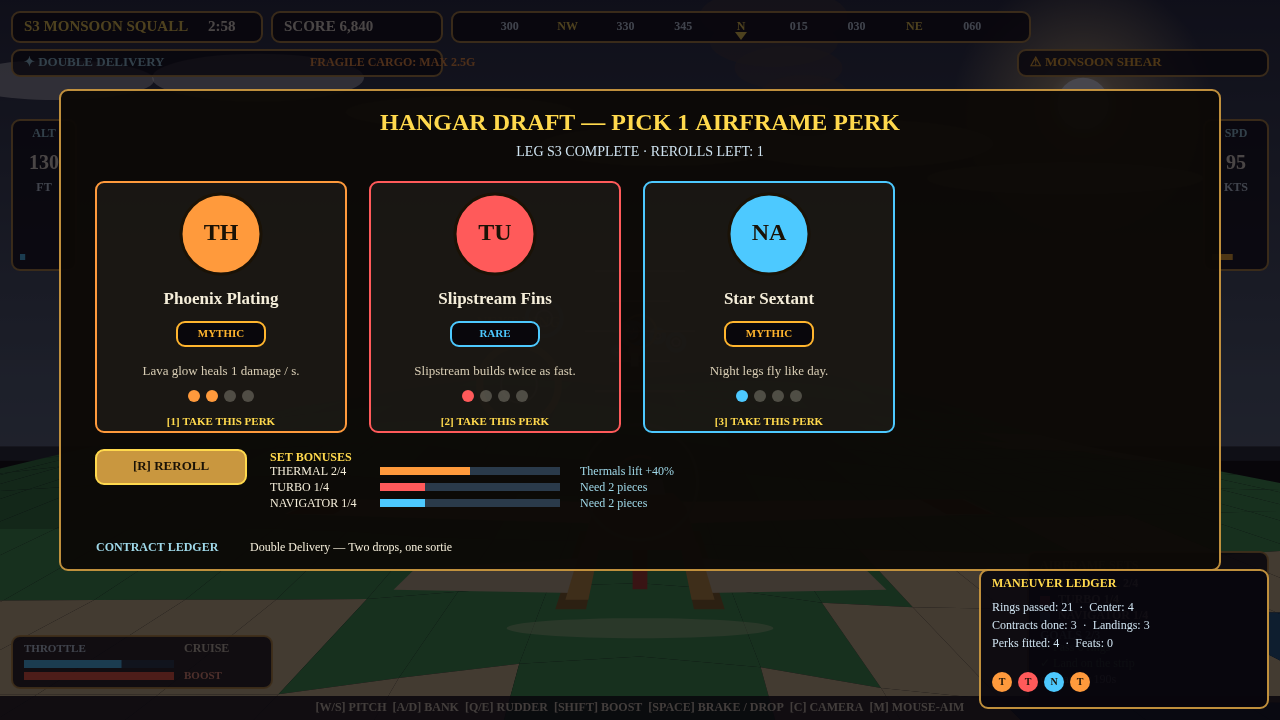 S3 MONSOON SQUALL 2:58
SCORE 6,840
300 NW 330 345 N 015 030 NE 060
✦ DOUBLE DELIVERY
FRAGILE CARGO: MAX 2.5G
⚠ MONSOON SHEAR
ALT
130
FT
SPD
95
KTS
HANGAR DRAFT — PICK 1 AIRFRAME PERK
LEG S3 COMPLETE · REROLLS LEFT: 1
TH
Phoenix Plating
MYTHIC
Lava glow heals 1 damage / s.
[1] TAKE THIS PERK
TU
Slipstream Fins
RARE
Slipstream builds twice as fast.
[2] TAKE THIS PERK
NA
Star Sextant
MYTHIC
Night legs fly like day.
[3] TAKE THIS PERK
[R] REROLL
SET BONUSES
THERMAL 2/4 Thermals lift +40%
TURBO 1/4 Need 2 pieces
NAVIGATOR 1/4 Need 2 pieces
CONTRACT LEDGER Double Delivery — Two drops, one sortie
MANEUVER LEDGER
Rings passed: 21 · Center: 4
Contracts done: 3 · Landings: 3
Perks fitted: 4 · Feats: 0
T T N T
THROTTLE CRUISE
BOOST
[W/S] PITCH [A/D] BANK [Q/E] RUDDER [SHIFT] BOOST [SPACE] BRAKE / DROP [C] CAMERA [M] MOUSE-AIM